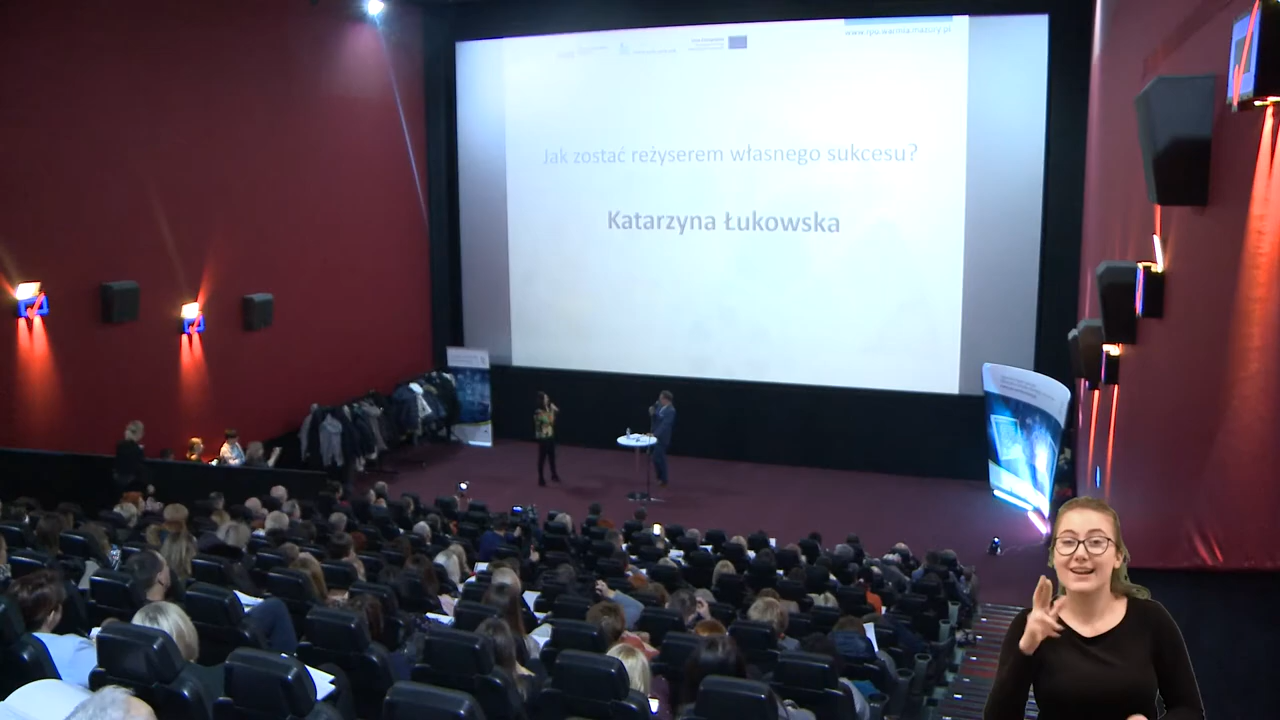 www.rpo.warmia.mazury.pl
Jak zostać reżyserem własnego sukcesu?
Katarzyna Łukowska